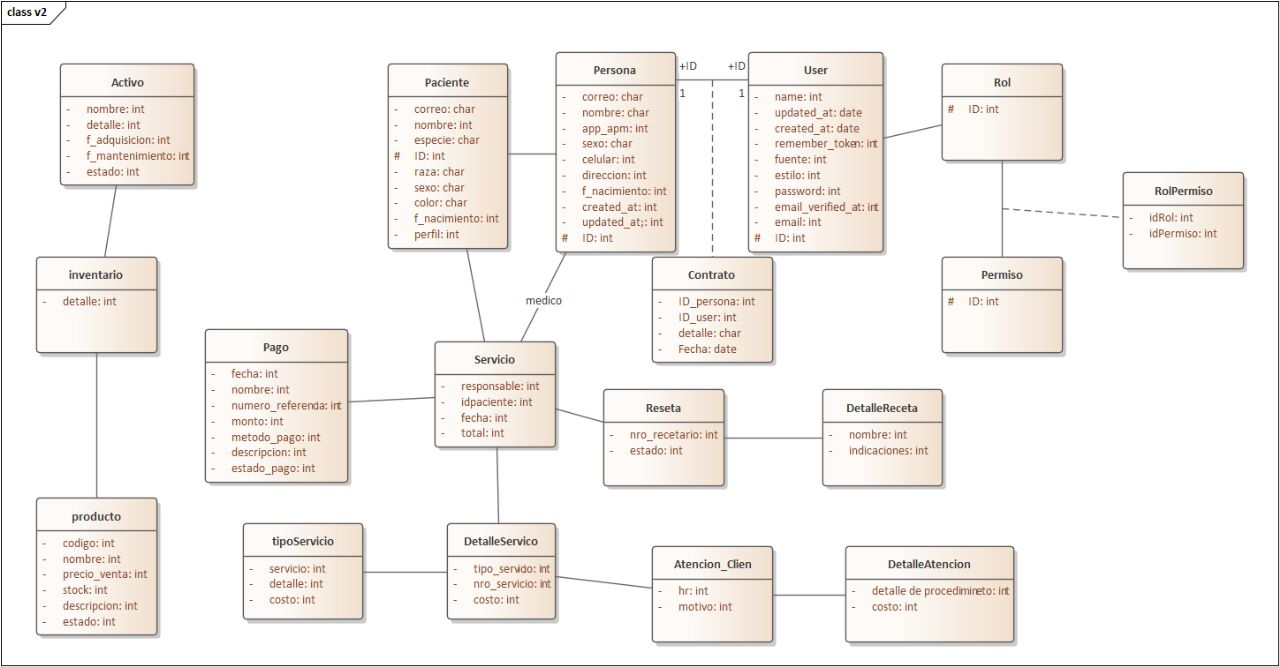 class v2
Activo
- nombre: int
- detalle: int
- f_adquisicion: int
- f_mantenimiento: int
- estado: int
Paciente
- correo: char
- nombre: int
- especie: char
# ID: int
- raza: char
- sexo: char
- color: char
- f_nacimiento: int
- perfil: int
Persona
- correo: char
- nombre: char
- app_apm: int
- sexo: char
- celular: int
- direccion: int
- f_nacimiento: int
- created_at: int
- updated_at;: int
# ID: int
+ID +ID
1 1
User
- name: int
- updated_at: date
- created_at: date
- remember_token: int
- fuente: int
- estilo: int
- password: int
- email_verified_at: int
- email: int
# ID: int
Rol
# ID: int
RolPermiso
- idRol: int
- idPermiso: int
inventario
- detalle: int
medico
Contrato
- ID_persona: int
- ID_user: int
- detalle: char
- Fecha: date
Permiso
# ID: int
Pago
- fecha: int
- nombre: int
- numero_referenda: int
- monto: int
- metodo_pago: int
- descripcion: int
- estado_pago: int
Servicio
- responsable: int
- idpaciente: int
- fecha: int
- total: int
Reseta
- nro_recetario: int
- estado: int
DetalleReceta
- nombre: int
- indicaciones: int
producto
- codigo: int
- nombre: int
- precio_venta: int
- stock: int
- descripcion: int
- estado: int
tipoServicio
- servicio: int
- detalle: int
- costo: int
DetalleServico
- tipo_servido: int
- nro_servicio: int
- costo: int
Atencion_Clien
- hr: int
- motivo: int
DetalleAtencion
- detalle de procedimineto: int
- costo: int